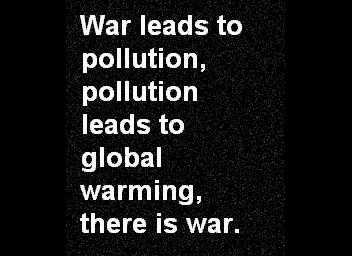 War leads to
pollution,
pollution
leads to
global
warming,
there is war.